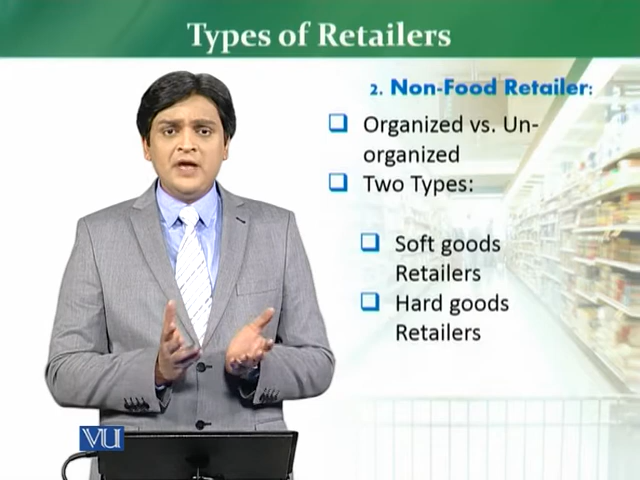 Types of Retailers
2. Non-Food Retailer:
Organized vs. Un-
organized
Two Types:
Soft goods
Retailers
Hard goods
Retailers
VU